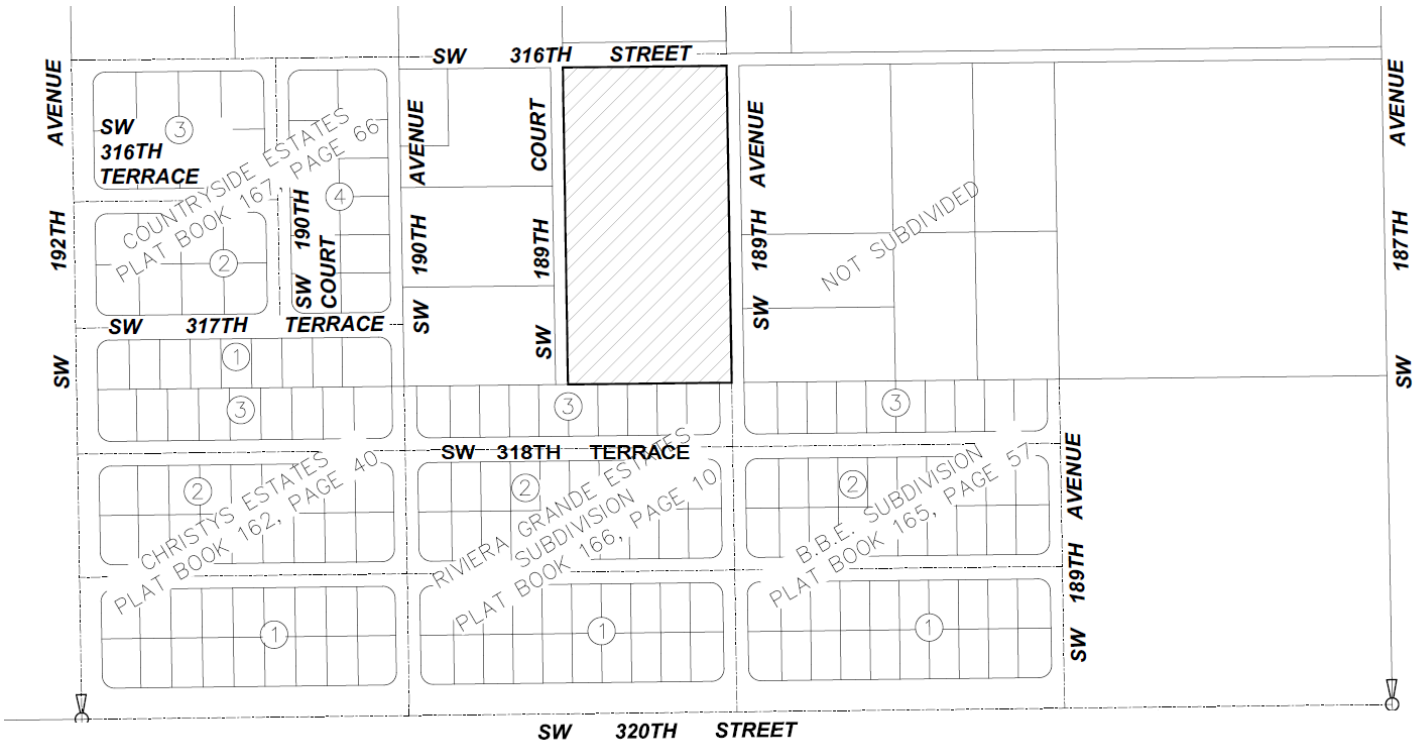 SW 316TH STREET
SW 192TH AVENUE
SW
316TH
TERRACE
3
COUNTRYSIDE ESTATES
PLAT BOOK 167, PAGE 66
4
2
SW 190TH
COURT
SW 190TH AVENUE
SW 189TH COURT
SW 189TH AVENUE
NOT SUBDIVIDED
SW 187TH AVENUE
SW 317TH TERRACE
1
3
3
3
SW 318TH TERRACE
2
CHRISTYS ESTATES
PLAT BOOK 162, PAGE 40
2
RIVIERA GRANDE ESTATES
SUBDIVISION
PLAT BOOK 166, PAGE 10
2
B.B.E. SUBDIVISION
PLAT BOOK 165, PAGE 57
SW 189TH AVENUE
1
1
1
SW 320TH STREET